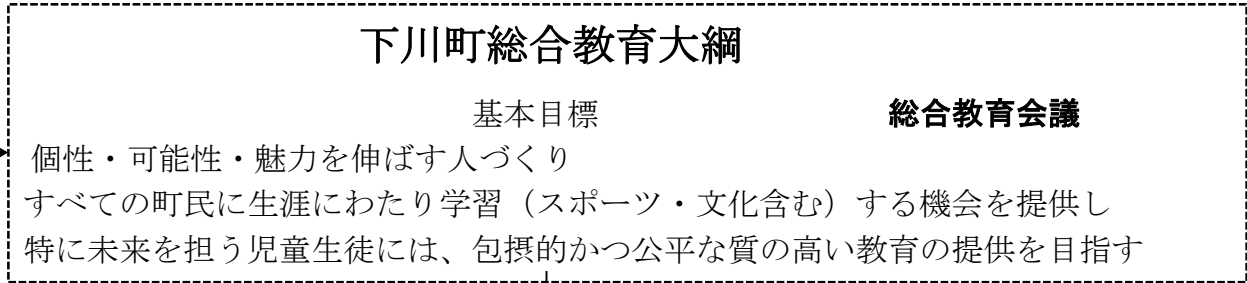 下川町総合教育大綱
基本目標 総合教育会議
個性・可能性・魅力を伸ばす人づくり
すべての町民に生涯にわたり学習（スポーツ・文化含む）する機会を提供し
特に未来を担う児童生徒には、包摂的かつ公平な質の高い教育の提供を目指す